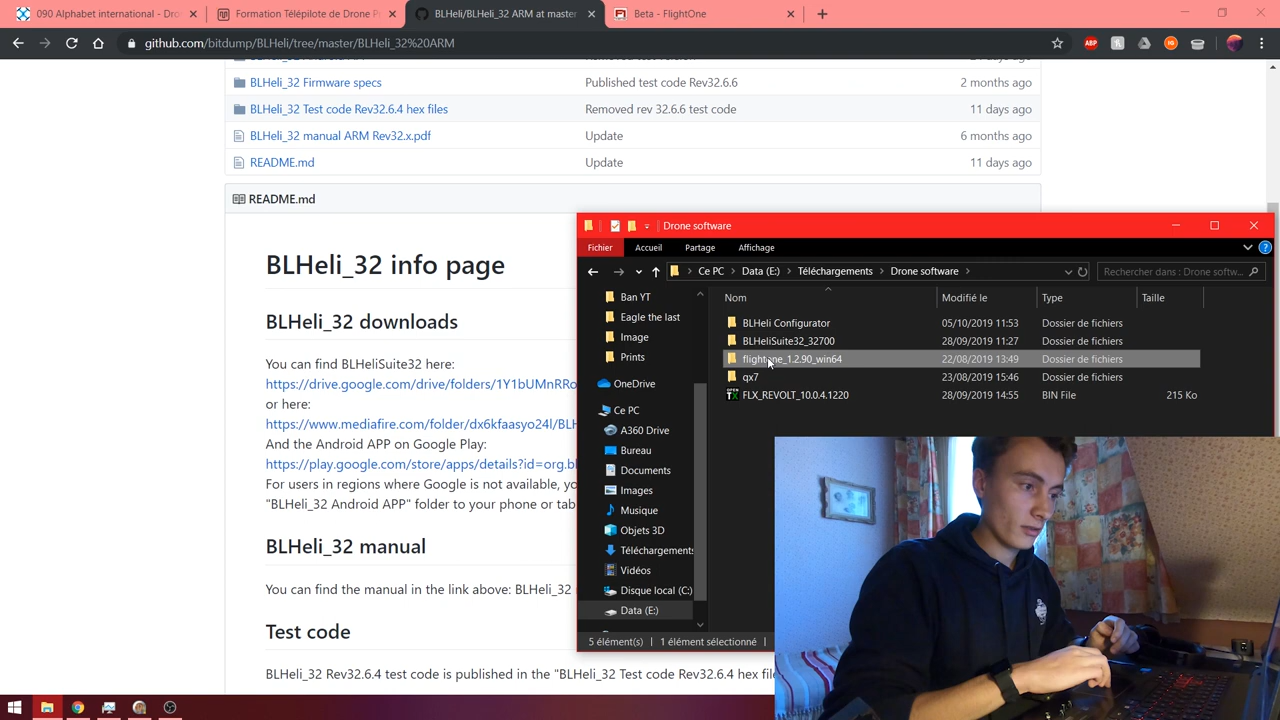 090 Alphabet international - Dro
Formation Télépilote de Drone P
BLHeli/BLHeli_32 ARM at master
Beta - FlightOne
github.com/bitdump/BLHeli/tree/master/BLHeli_32%20ARM
ABP
BLHeli_32 Firmware specs Published test code Rev32.6.6 2 months ago
BLHeli_32 Test code Rev32.6.4 hex files Removed rev 32.6.6 test code 11 days ago
BLHeli_32 manual ARM Rev32.x.pdf Update 6 months ago
README.md Update 11 days ago
README.md
BLHeli_32 info page
BLHeli_32 downloads
You can find BLHeliSuite32 here:
https://drive.google.com/drive/folders/1Y1bUMnRRo
or here:
https://www.mediafire.com/folder/dx6kfaasyo24l/BLH
And the Android APP on Google Play:
https://play.google.com/store/apps/details?id=org.bl
For users in regions where Google is not available, yo
"BLHeli_32 Android APP" folder to your phone or tab
BLHeli_32 manual
You can find the manual in the link above: BLHeli_32
Test code
BLHeli_32 Rev32.6.4 test code is published in the "BLHeli_32 Test code Rev32.6.4 hex file
Drone software
Fichier Accueil Partage Affichage
Ce PC Data (E:) Téléchargements Drone software
Rechercher dans : Drone softw...
Nom Modifié le Type Taille
Ban YT
Eagle the last
Image
Prints
OneDrive
Ce PC
A360 Drive
Bureau
Documents
Images
Musique
Objets 3D
Téléchargements
Vidéos
Disque local (C:)
Data (E:)
BLHeli Configurator 05/10/2019 11:53 Dossier de fichiers
BLHeliSuite32_32700 28/09/2019 11:27 Dossier de fichiers
flightone_1.2.90_win64 22/08/2019 13:49 Dossier de fichiers
qx7 23/08/2019 15:46 Dossier de fichiers
FLX_REVOLT_10.0.4.1220 28/09/2019 14:55 BIN File 215 Ko
5 élément(s) 1 élément sélectionné